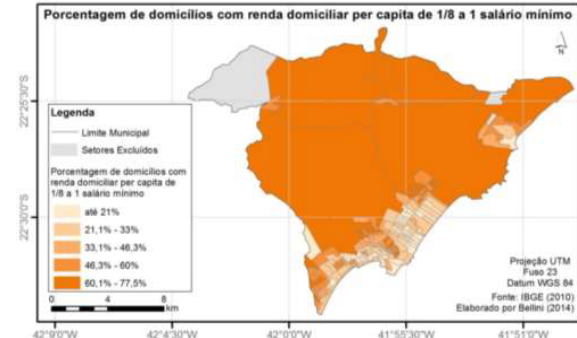 Porcentagem de domicílios com renda domiciliar per capita de 1/8 a 1 salário mínimo
N
22°25'30"S
22°30'0"S
Legenda
Limite Municipal
Setores Excluídos
Porcentagem de domicílios com
renda domiciliar per capita de
1/8 a 1 salário mínimo
até 21%
21,1% - 33%
33,1% - 46,3%
46,3% - 60%
60,1% - 77,5%
0 4 8
km
Projeção UTM
Fuso 23
Datum WGS 84
Fonte: IBGE (2010)
Elaborado por Bellini (2014)
42°9'0"W 42°4'30"W 42°0'0"W 41°55'30"W 41°51'0"W